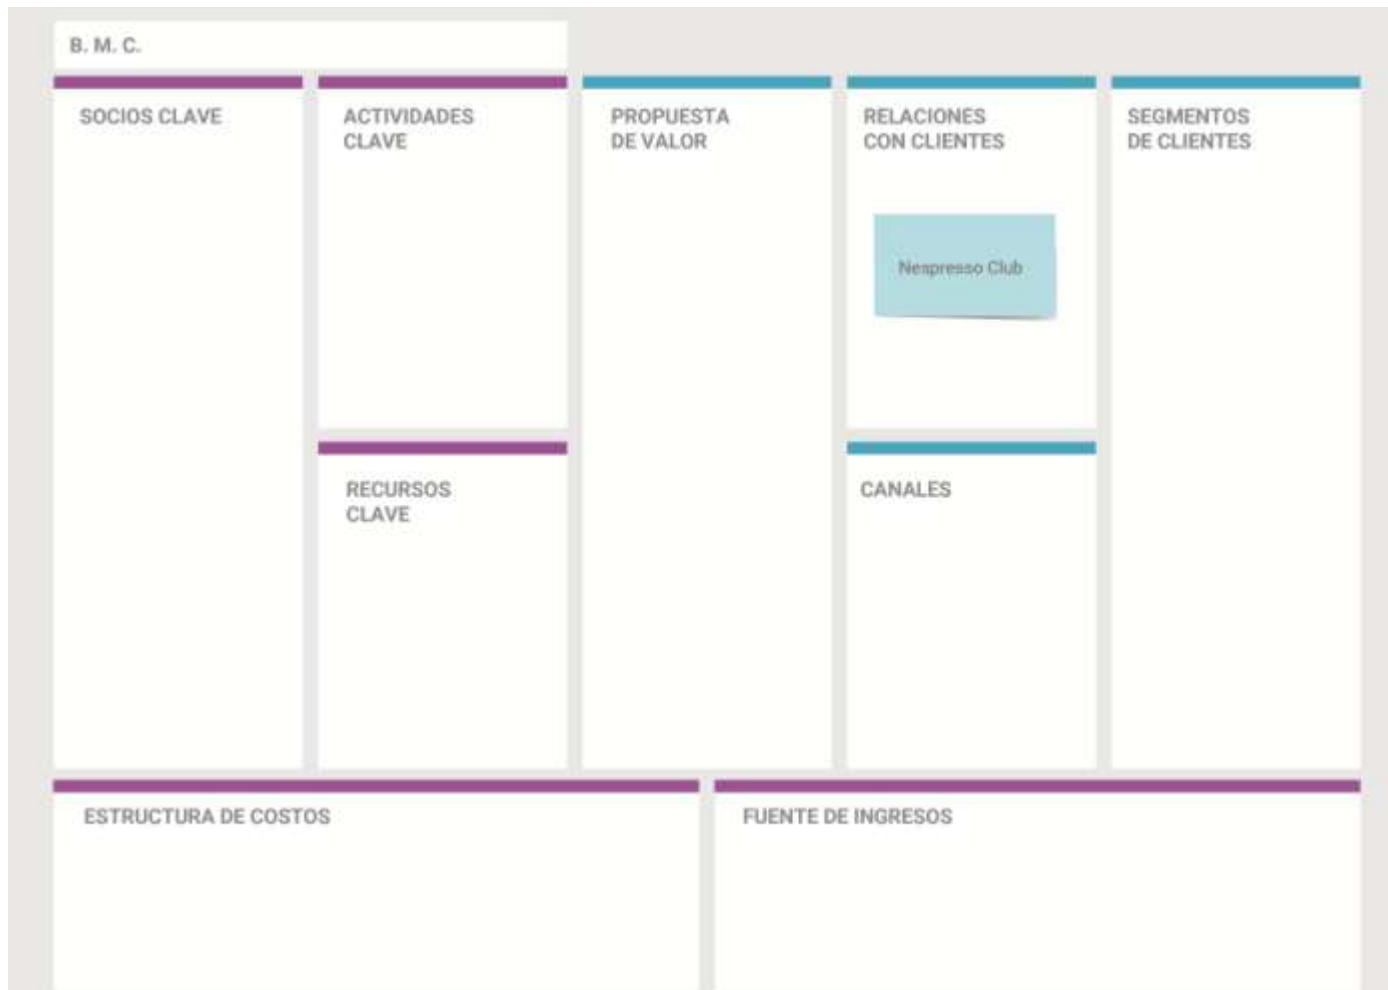 B. M. C.
SOCIOS CLAVE
ACTIVIDADES
CLAVE
PROPUESTA
DE VALOR
RELACIONES
CON CLIENTES
SEGMENTOS
DE CLIENTES
Nespresso Club
RECURSOS
CLAVE
CANALES
ESTRUCTURA DE COSTOS
FUENTE DE INGRESOS